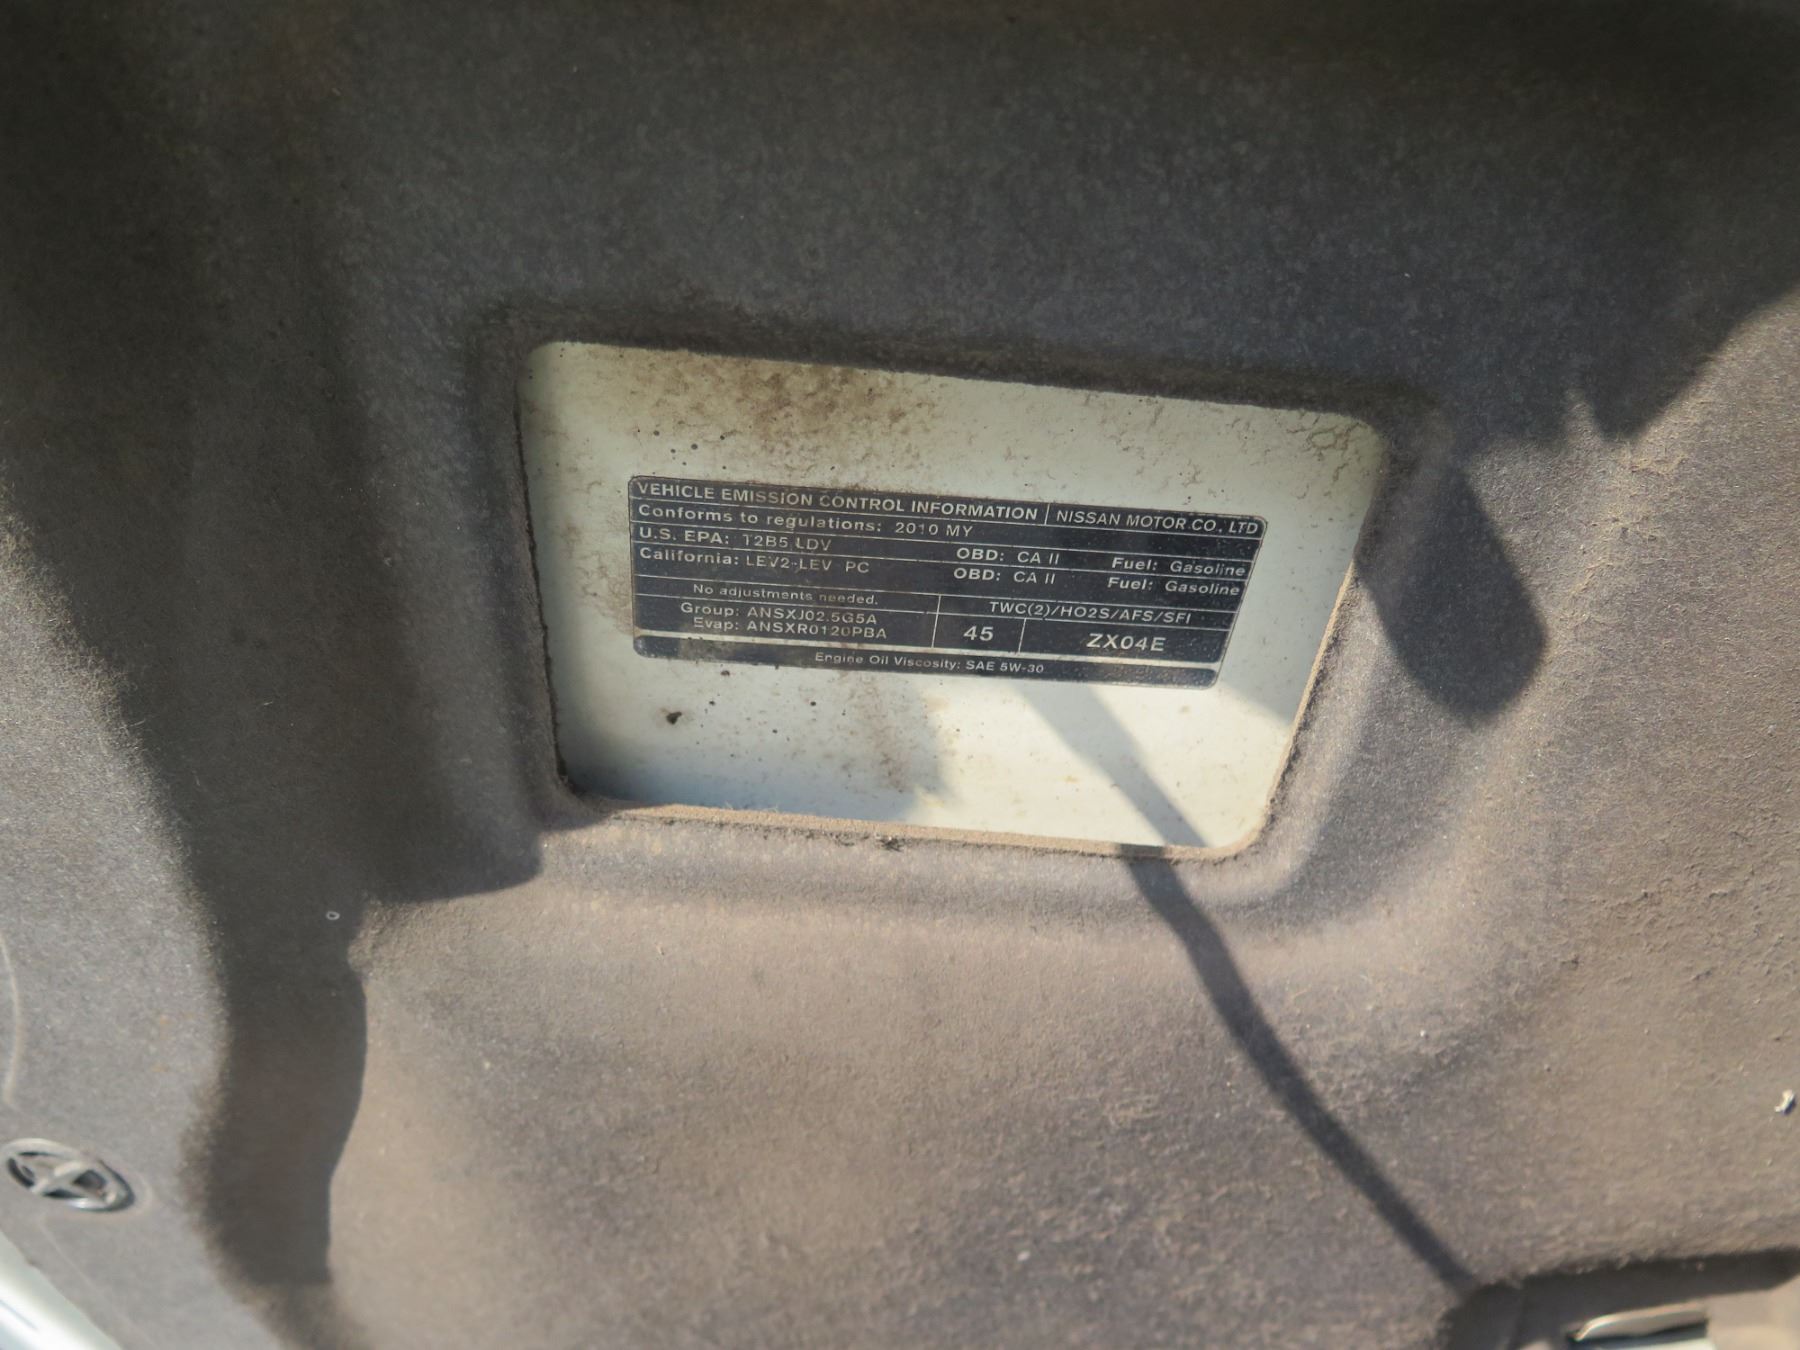 VEHICLE EMISSION CONTROL INFORMATION | NISSAN MOTOR CO., LTD
Conforms to regulations: 2010 MY
U.S. EPA: T2B5 LDV OBD: CA II Fuel: Gasoline
California: LEV2-LEV PC OBD: CA II Fuel: Gasoline
No adjustments needed. TWC(2)/HO2S/AFS/SFI
Group: ANSXJ02.5G5A
Evap: ANSXR0120PBA
45 ZX04E
Engine Oil Viscosity: SAE 5W-30